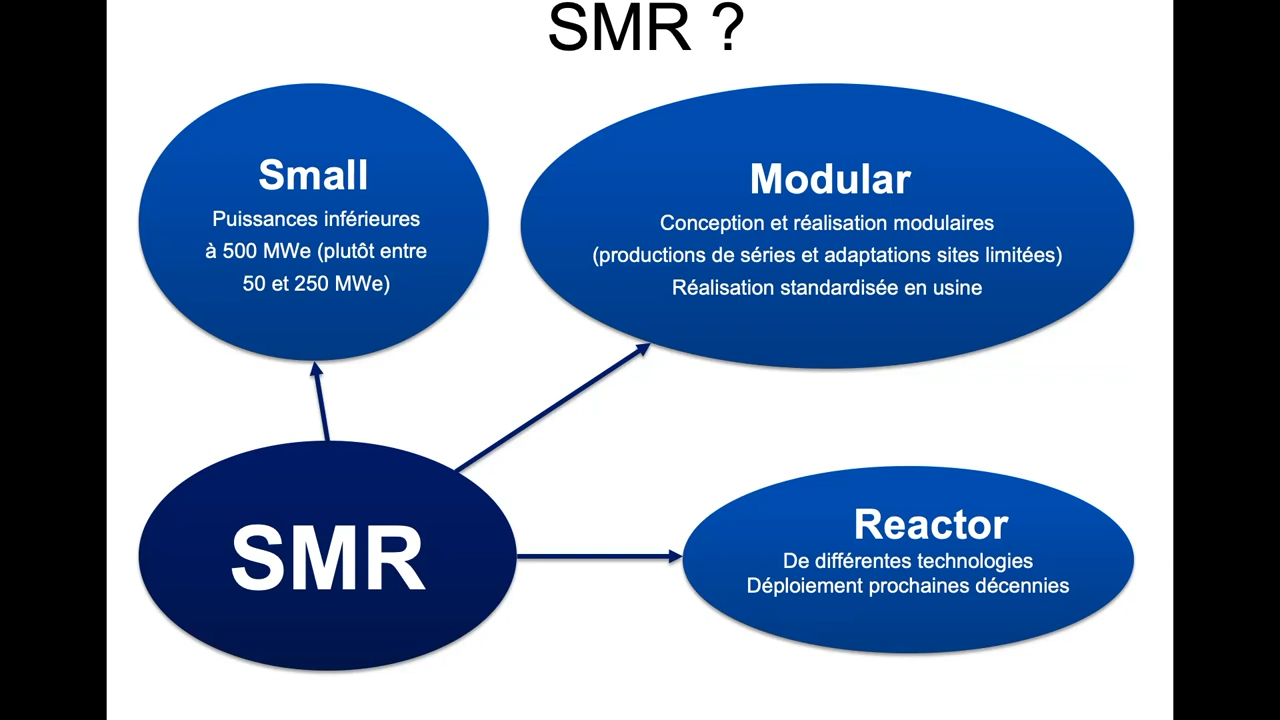 SMR ?
Small
Puissances inférieures
à 500 MWe (plutôt entre
50 et 250 MWe)
Modular
Conception et réalisation modulaires
(productions de séries et adaptations sites limitées)
Réalisation standardisée en usine
SMR
Reactor
De différentes technologies
Déploiement prochaines décennies